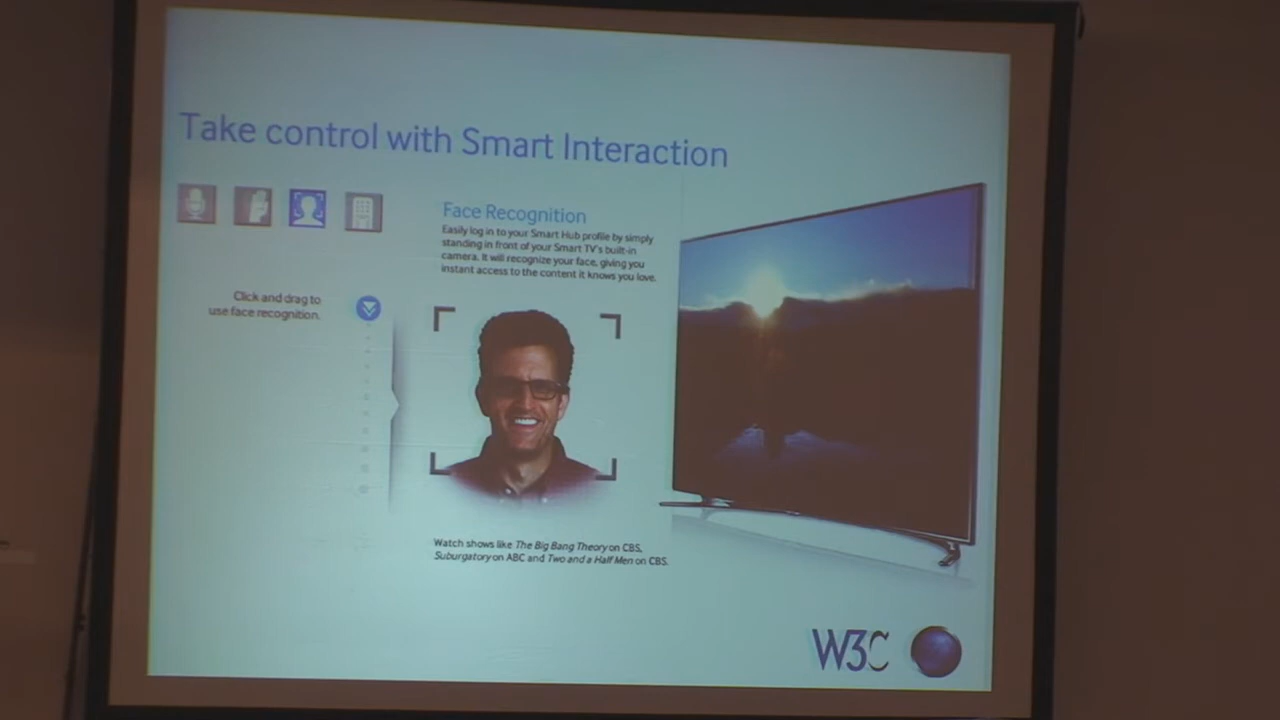 Take control with Smart Interaction
Face Recognition
Easily log in to your Smart Hub profile by simply
standing in front of your Smart TV's built-in
camera. It will recognize your face, giving you
instant access to the content it knows you love.
Click and drag to
use face recognition.
Watch shows like The Big Bang Theory on CBS,
Suburgatory on ABC and Two and a Half Men on CBS.
W3C